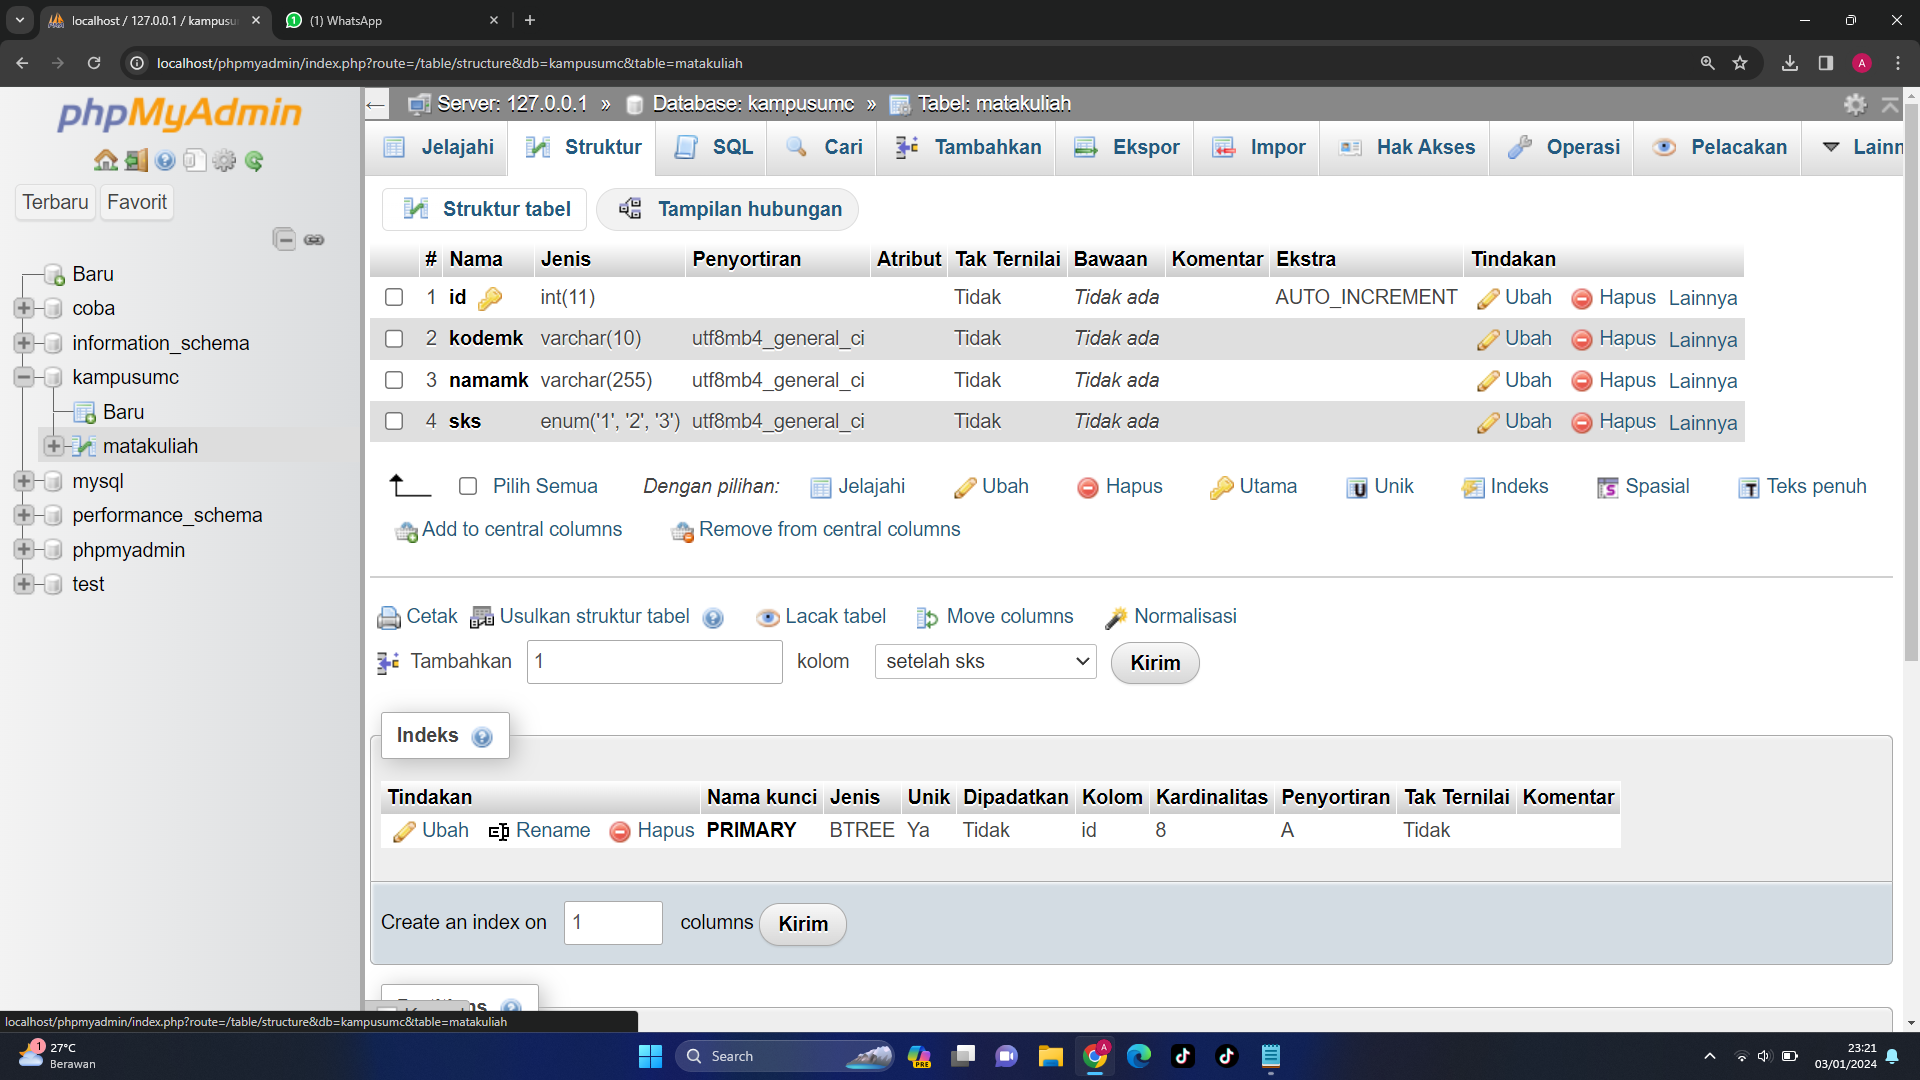 localhost / 127.0.0.1 / kampusu
(1) WhatsApp
localhost/phpmyadmin/index.php?route=/table/structure&db=kampusumc&table=matakuliah
A
phpMyAdmin
Terbaru Favorit
Baru
coba
information_schema
kampusumc
Baru
matakuliah
mysql
performance_schema
phpmyadmin
test
Server: 127.0.0.1 » Database: kampusumc » Tabel: matakuliah
Jelajahi Struktur SQL Cari Tambahkan Ekspor Impor Hak Akses Operasi Pelacakan Lainn
Struktur tabel Tampilan hubungan
# Nama Jenis Penyortiran Atribut Tak Ternilai Bawaan Komentar Ekstra Tindakan
1 id int(11) Tidak Tidak ada AUTO_INCREMENT Ubah Hapus Lainnya
2 kodemk varchar(10) utf8mb4_general_ci Tidak Tidak ada Ubah Hapus Lainnya
3 namamk varchar(255) utf8mb4_general_ci Tidak Tidak ada Ubah Hapus Lainnya
4 sks enum('1', '2', '3') utf8mb4_general_ci Tidak Tidak ada Ubah Hapus Lainnya
Pilih Semua Dengan pilihan: Jelajahi Ubah Hapus Utama Unik Indeks Spasial Teks penuh
Add to central columns Remove from central columns
Cetak Usulkan struktur tabel Lacak tabel Move columns Normalisasi
Tambahkan 1 kolom setelah sks Kirim
Indeks
Tindakan Nama kunci Jenis Unik Dipadatkan Kolom Kardinalitas Penyortiran Tak Ternilai Komentar
Ubah Rename Hapus PRIMARY BTREE Ya Tidak id 8 A Tidak
Create an index on 1 columns Kirim
localhost/phpmyadmin/index.php?route=/table/structure&db=kampusumc&table=matakuliah
1
27°C
Berawan
Search
PRE
A
23:21
03/01/2024